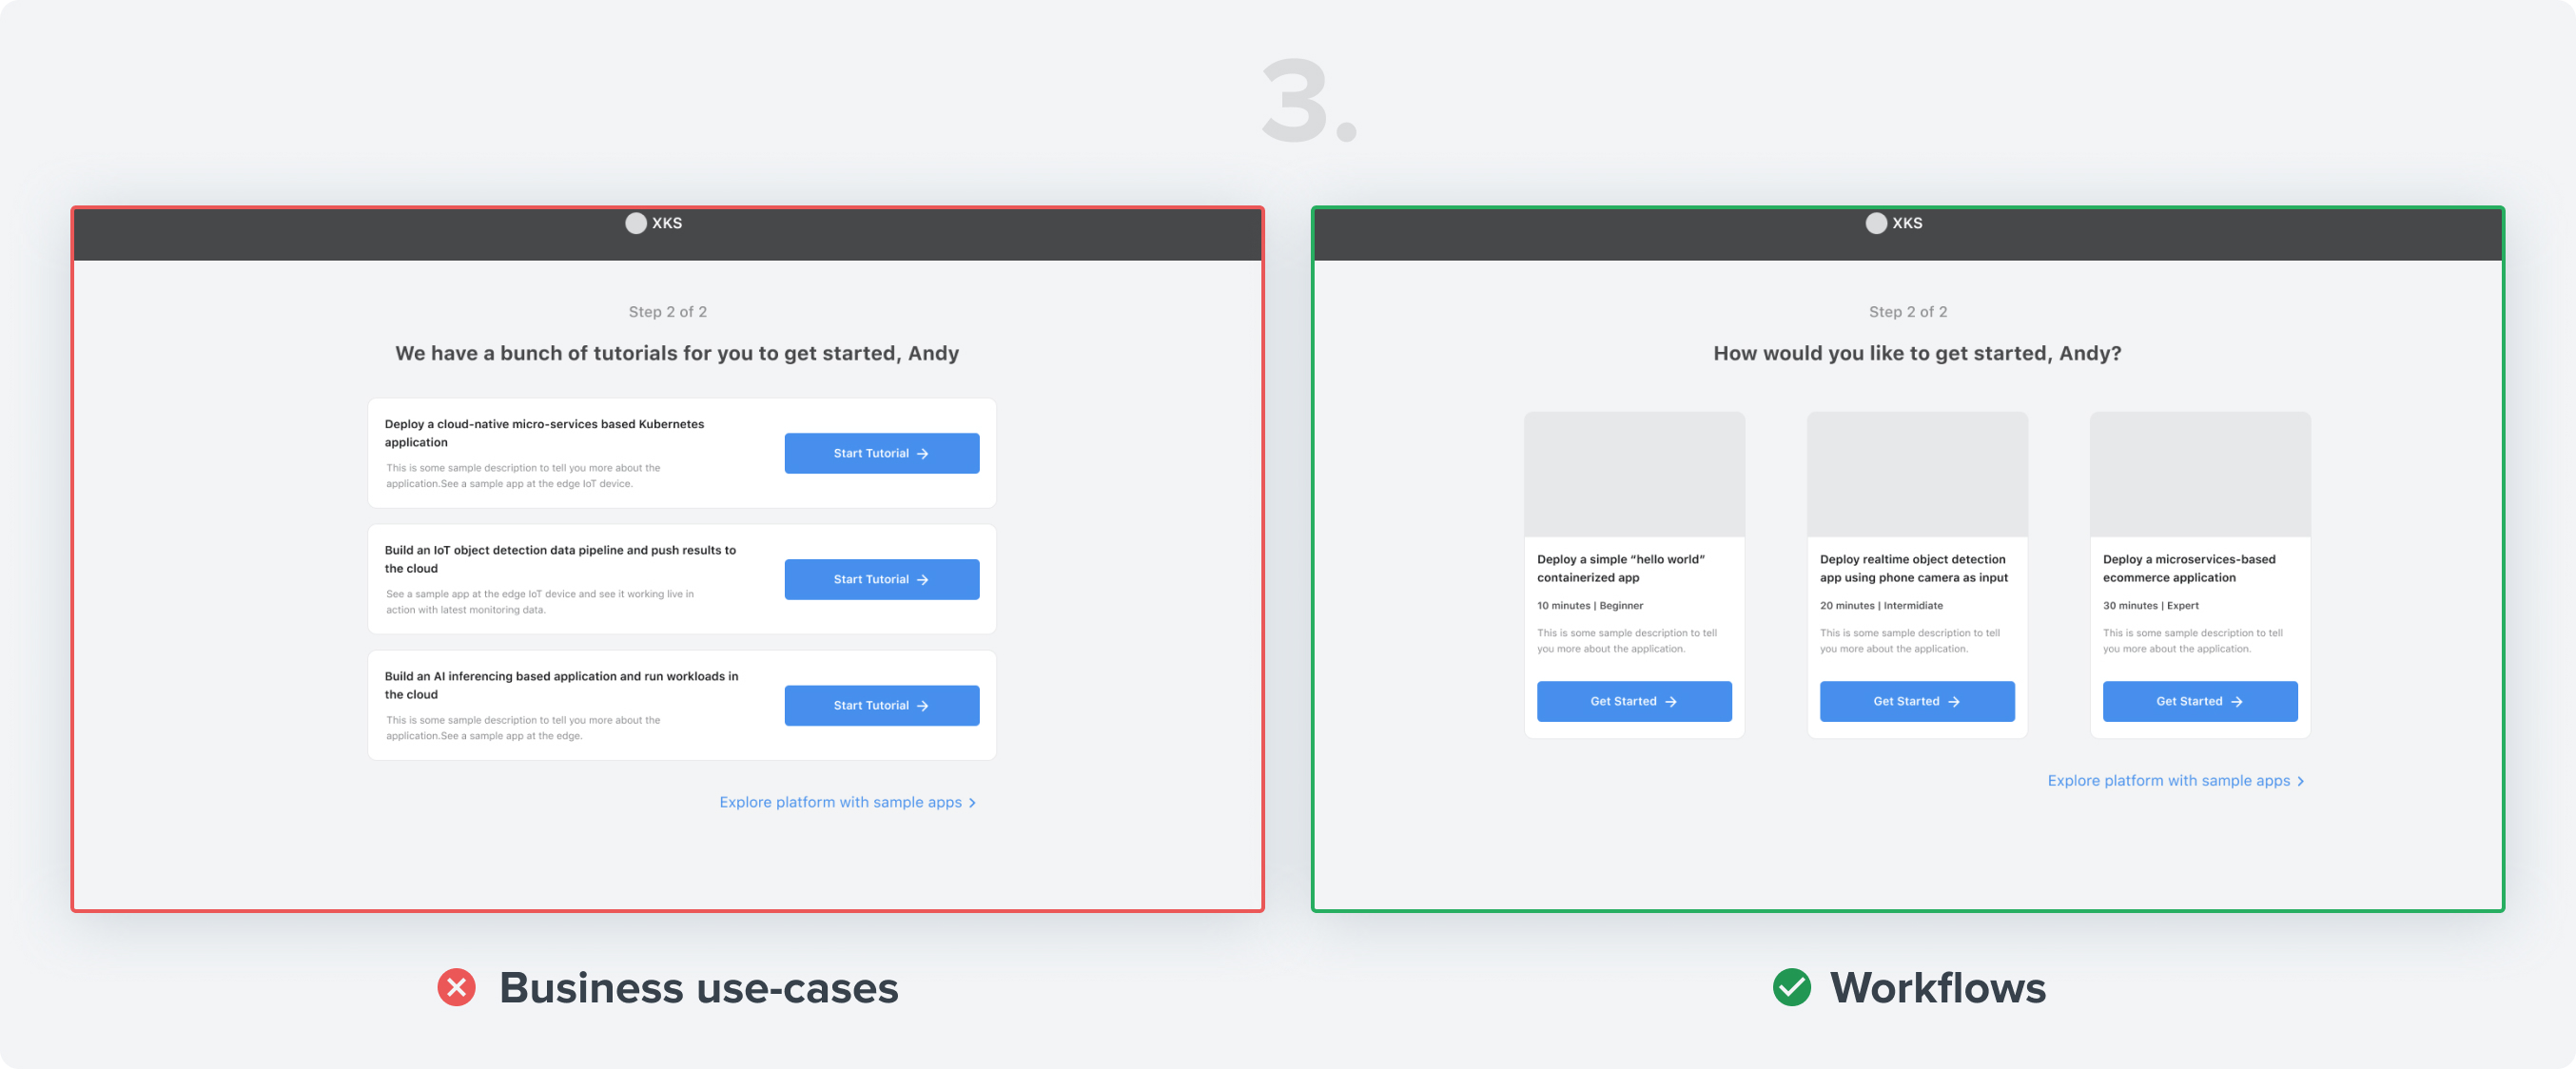 3.
XKS
Step 2 of 2
We have a bunch of tutorials for you to get started, Andy
Deploy a cloud-native micro-services based Kubernetes
application
This is some sample description to tell you more about the
application.See a sample app at the edge IoT device.
Start Tutorial →
Build an IoT object detection data pipeline and push results to
the cloud
See a sample app at the edge IoT device and see it working live in
action with latest monitoring data.
Start Tutorial →
Build an AI inferencing based application and run workloads in
the cloud
This is some sample description to tell you more about the
application.See a sample app at the edge.
Start Tutorial →
Explore platform with sample apps >
Business use-cases
XKS
Step 2 of 2
How would you like to get started, Andy?
Deploy a simple “hello world”
containerized app
10 minutes | Beginner
This is some sample description to tell
you more about the application.
Get Started →
Deploy realtime object detection
app using phone camera as input
20 minutes | Intermidiate
This is some sample description to tell
you more about the application.
Get Started →
Deploy a microservices-based
ecommerce application
30 minutes | Expert
This is some sample description to tell
you more about the application.
Get Started →
Explore platform with sample apps >
Workflows